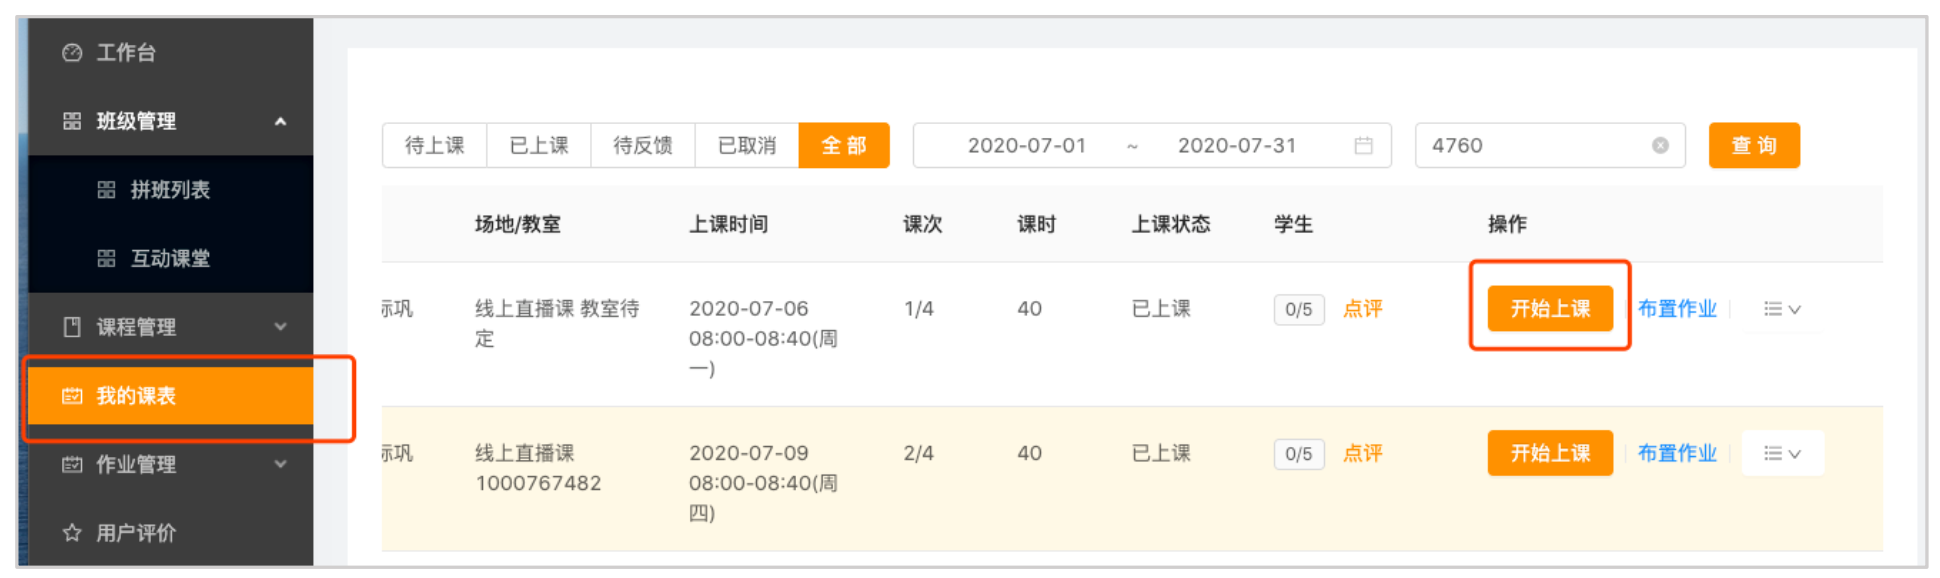 工作台
班级管理
拼班列表
互动课堂
课程管理
我的课表
作业管理
用户评价
待上课 已上课 待反馈 已取消 全部 2020-07-01 ~ 2020-07-31 4760 查询
场地/教室 上课时间 课次 课时 上课状态 学生 操作
线上直播课 教室待 2020-07-06 1/4 40 已上课 0/5 点评 开始上课 布置作业
定 08:00-08:40(周
一)
线上直播课 2020-07-09 2/4 40 已上课 0/5 点评 开始上课 布置作业
1000767482 08:00-08:40(周
四)